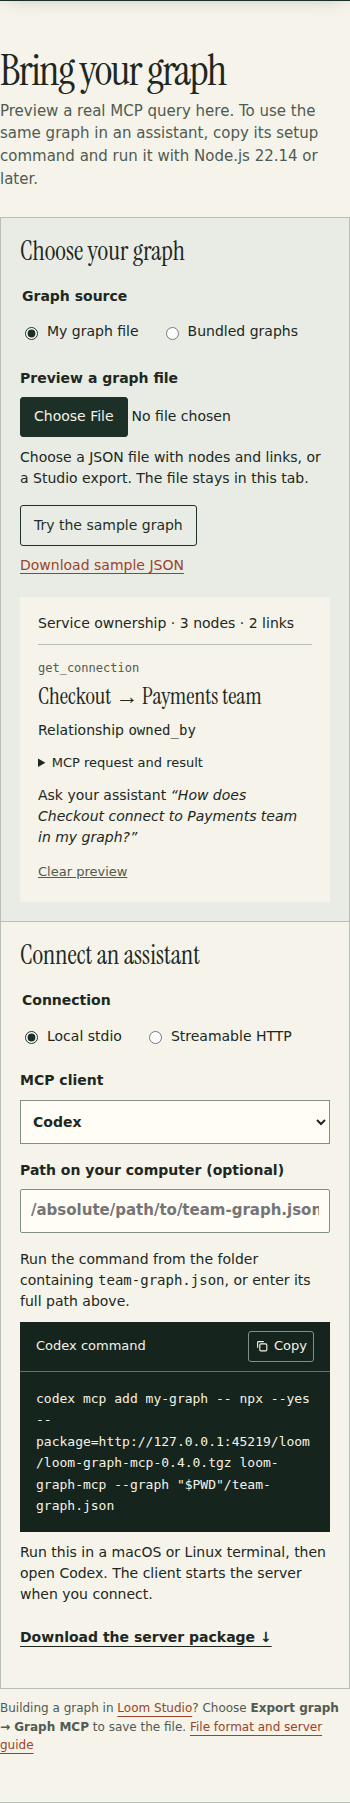 Bring your graph
Preview a real MCP query here. To use the
same graph in an assistant, copy its setup
command and run it with Node.js 22.14 or
later.
Choose your graph
Graph source
My graph file Bundled graphs
Preview a graph file
Choose File No file chosen
Choose a JSON file with nodes and links, or
a Studio export. The file stays in this tab.
Try the sample graph
Download sample JSON
Service ownership · 3 nodes · 2 links
get_connection
Checkout → Payments team
Relationship owned_by
▶ MCP request and result
Ask your assistant “How does
Checkout connect to Payments team
in my graph?”
Clear preview
Connect an assistant
Connection
Local stdio Streamable HTTP
MCP client
Codex
Path on your computer (optional)
/absolute/path/to/team-graph.json
Run the command from the folder
containing team-graph.json, or enter its
full path above.
Codex command Copy
codex mcp add my-graph -- npx --yes
--
package=http://127.0.0.1:45219/loom
/loom-graph-mcp-0.4.0.tgz loom-
graph-mcp --graph "$PWD"/team-
graph.json
Run this in a macOS or Linux terminal, then
open Codex. The client starts the server
when you connect.
Download the server package ↓
Building a graph in Loom Studio? Choose Export graph
→ Graph MCP to save the file. File format and server
guide